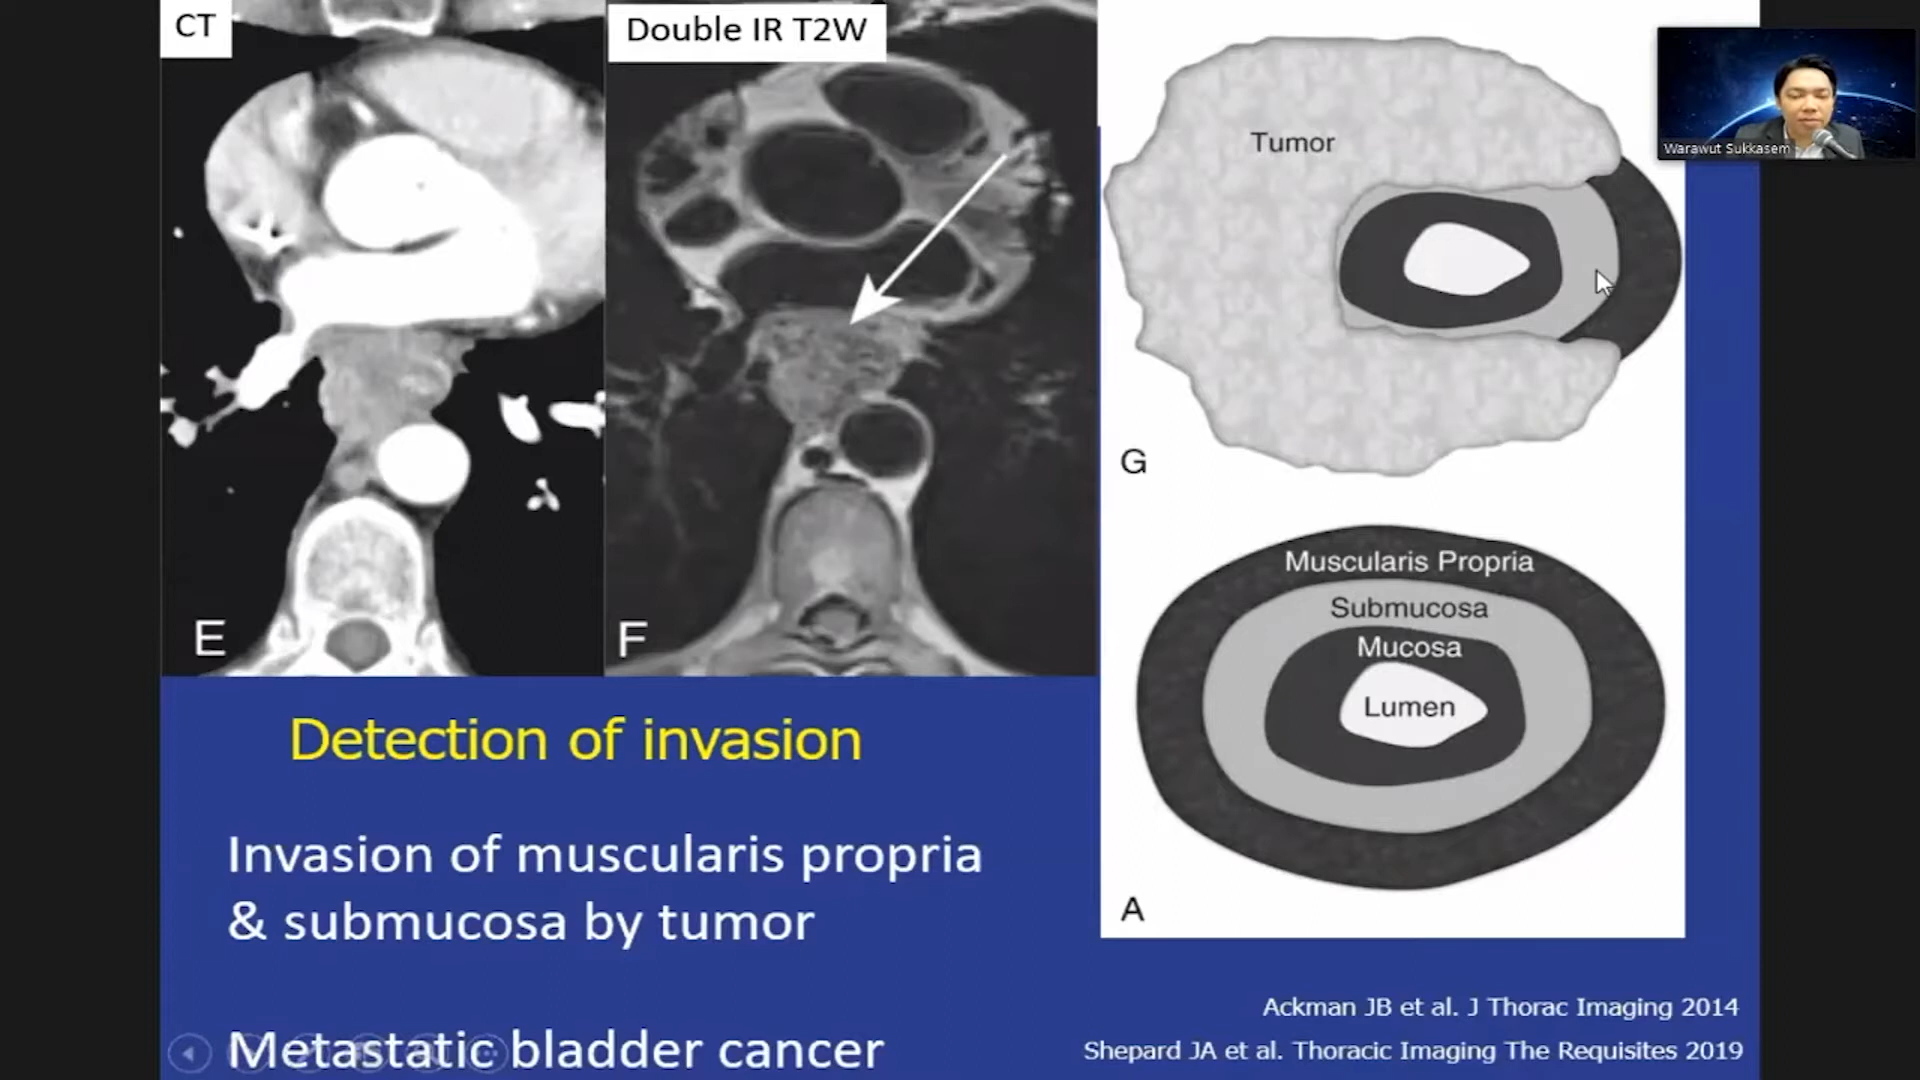 CT
Double IR T2W
E
F
Tumor
G
Muscularis Propria
Submucosa
Mucosa
Lumen
A
Warawut Sukkasem
Detection of invasion
Invasion of muscularis propria
& submucosa by tumor
Metastatic bladder cancer
Ackman JB et al. J Thorac Imaging 2014
Shepard JA et al. Thoracic Imaging The Requisites 2019